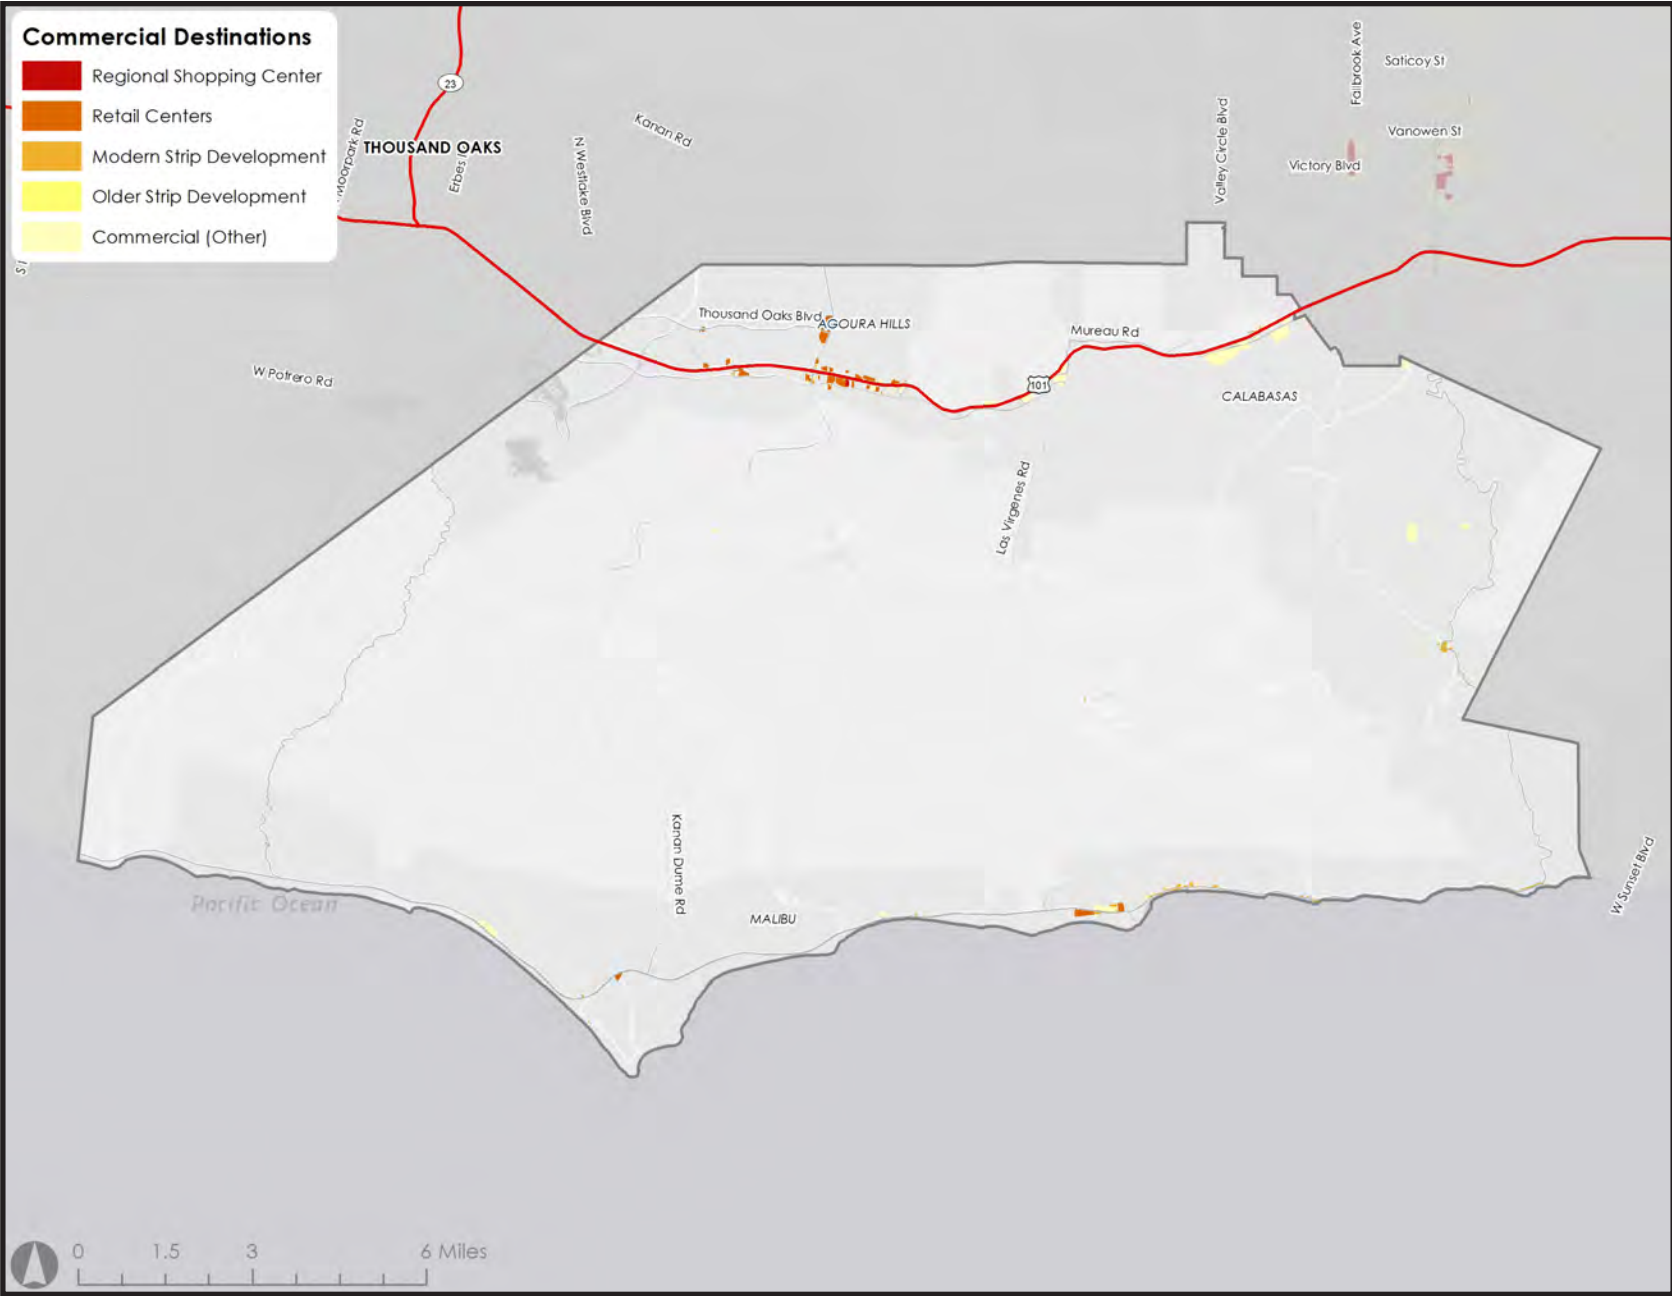 Commercial Destinations
Regional Shopping Center
Retail Centers
Modern Strip Development
Older Strip Development
Commercial (Other)
23
THOUSAND OAKS
Moorpark Rd
N Westlake Blvd
Kanan Rd
Valley Circle Blvd
Fallbrook Ave
Saticoy St
Vanowen St
Victory Blvd
Thousand Oaks Blvd
AGOURA HILLS
Mureau Rd
W Potrero Rd
101
CALABASAS
Las Virgenes Rd
Kanan Dume Rd
Pacific Ocean
MALIBU
W Sunset Blvd
0 1.5 3 6 Miles